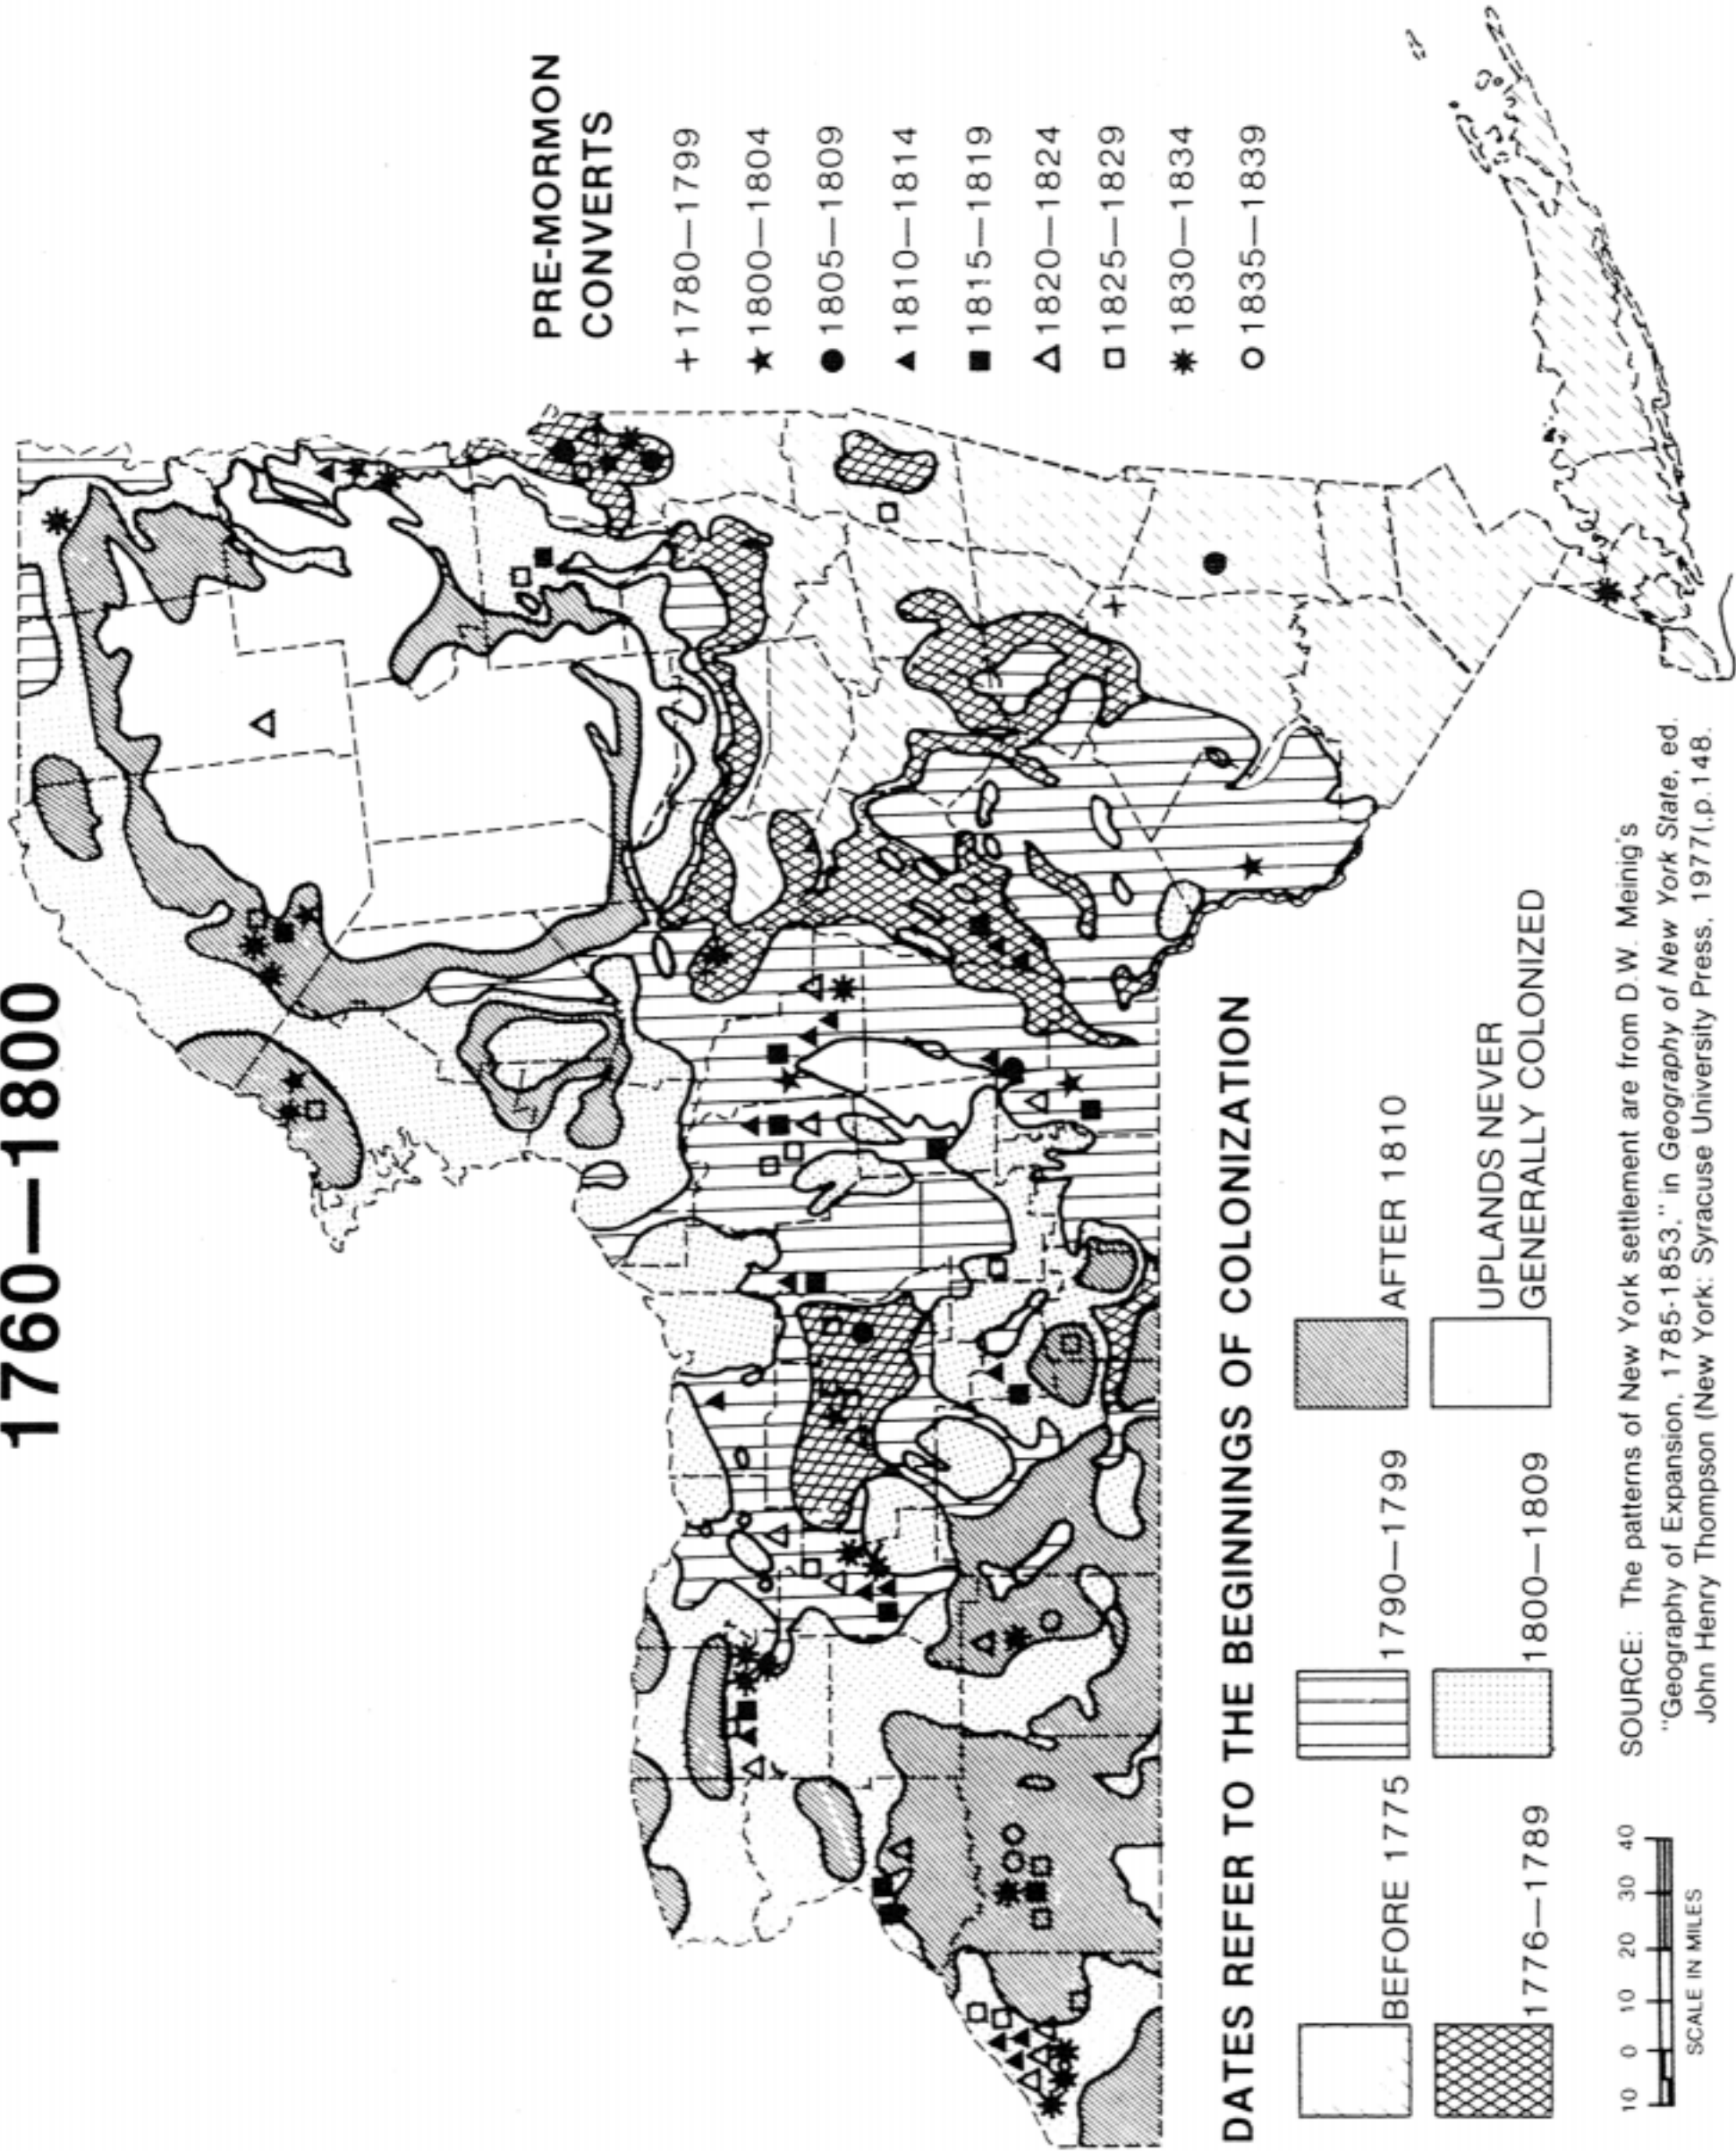 1760—1800
PRE-MORMON
CONVERTS
+ 1780—1799
★ 1800—1804
● 1805—1809
▲ 1810—1814
■ 1815—1819
△ 1820—1824
□ 1825—1829
✷ 1830—1834
○ 1835—1839
DATES REFER TO THE BEGINNINGS OF COLONIZATION
BEFORE 1775
1790—1799
AFTER 1810
1776—1789
1800—1809
UPLANDS NEVER
GENERALLY COLONIZED
10 0 10 20 30 40
SCALE IN MILES
SOURCE: The patterns of New York settlement are from D.W. Meinig's
"Geography of Expansion, 1785-1853," in Geography of New York State, ed.
John Henry Thompson (New York: Syracuse University Press, 1977(,p.148.